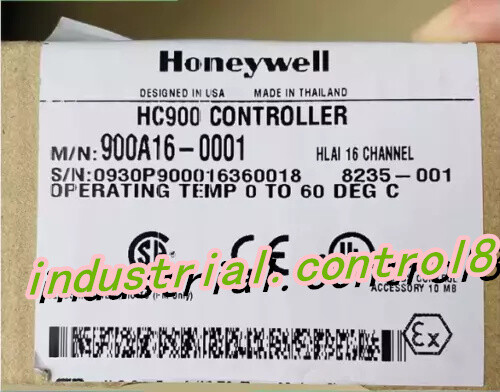 Honeywell
DESIGNED IN USA MADE IN THAILAND
HC900 CONTROLLER
M/N: 900A16-0001 HLAI 16 CHANNEL
S/N:0930P900016360018 8235-001
OPERATING TEMP 0 TO 60 DEG C
industrial.control8
ACCESSORY 10 MB
Ex